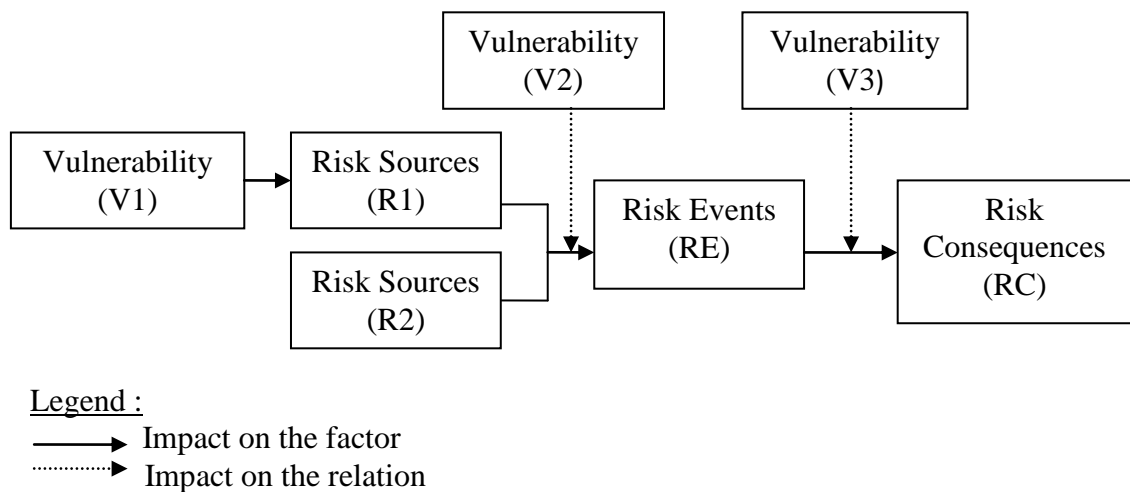 Vulnerability
(V2)
Vulnerability
(V3)
Vulnerability
(V1)
Risk Sources
(R1)
Risk Sources
(R2)
Risk Events
(RE)
Risk
Consequences
(RC)
Legend :
Impact on the factor
Impact on the relation